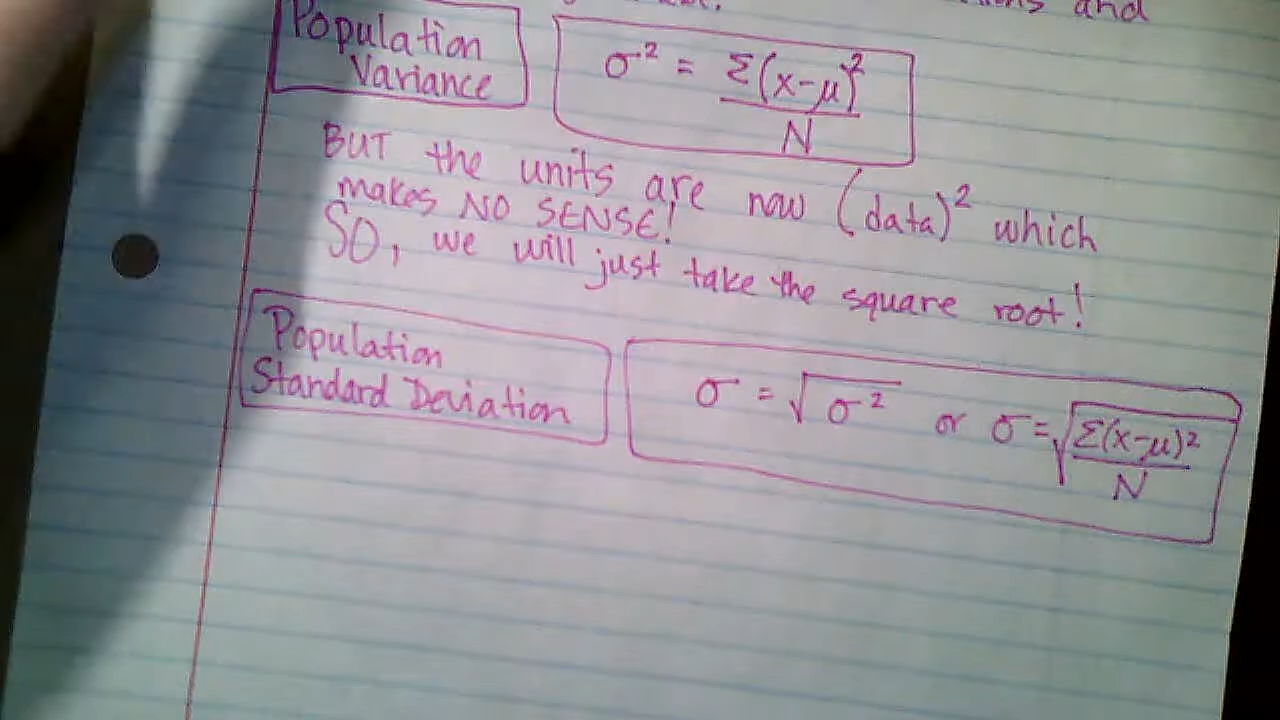 and
Population
Variance
σ² = Σ(x-μ)²
N
BUT the units are now (data)² which
makes NO SENSE!
SO, we will just take the square root!
Population
Standard Deviation
σ = √σ² or σ = √Σ(x-μ)²
N